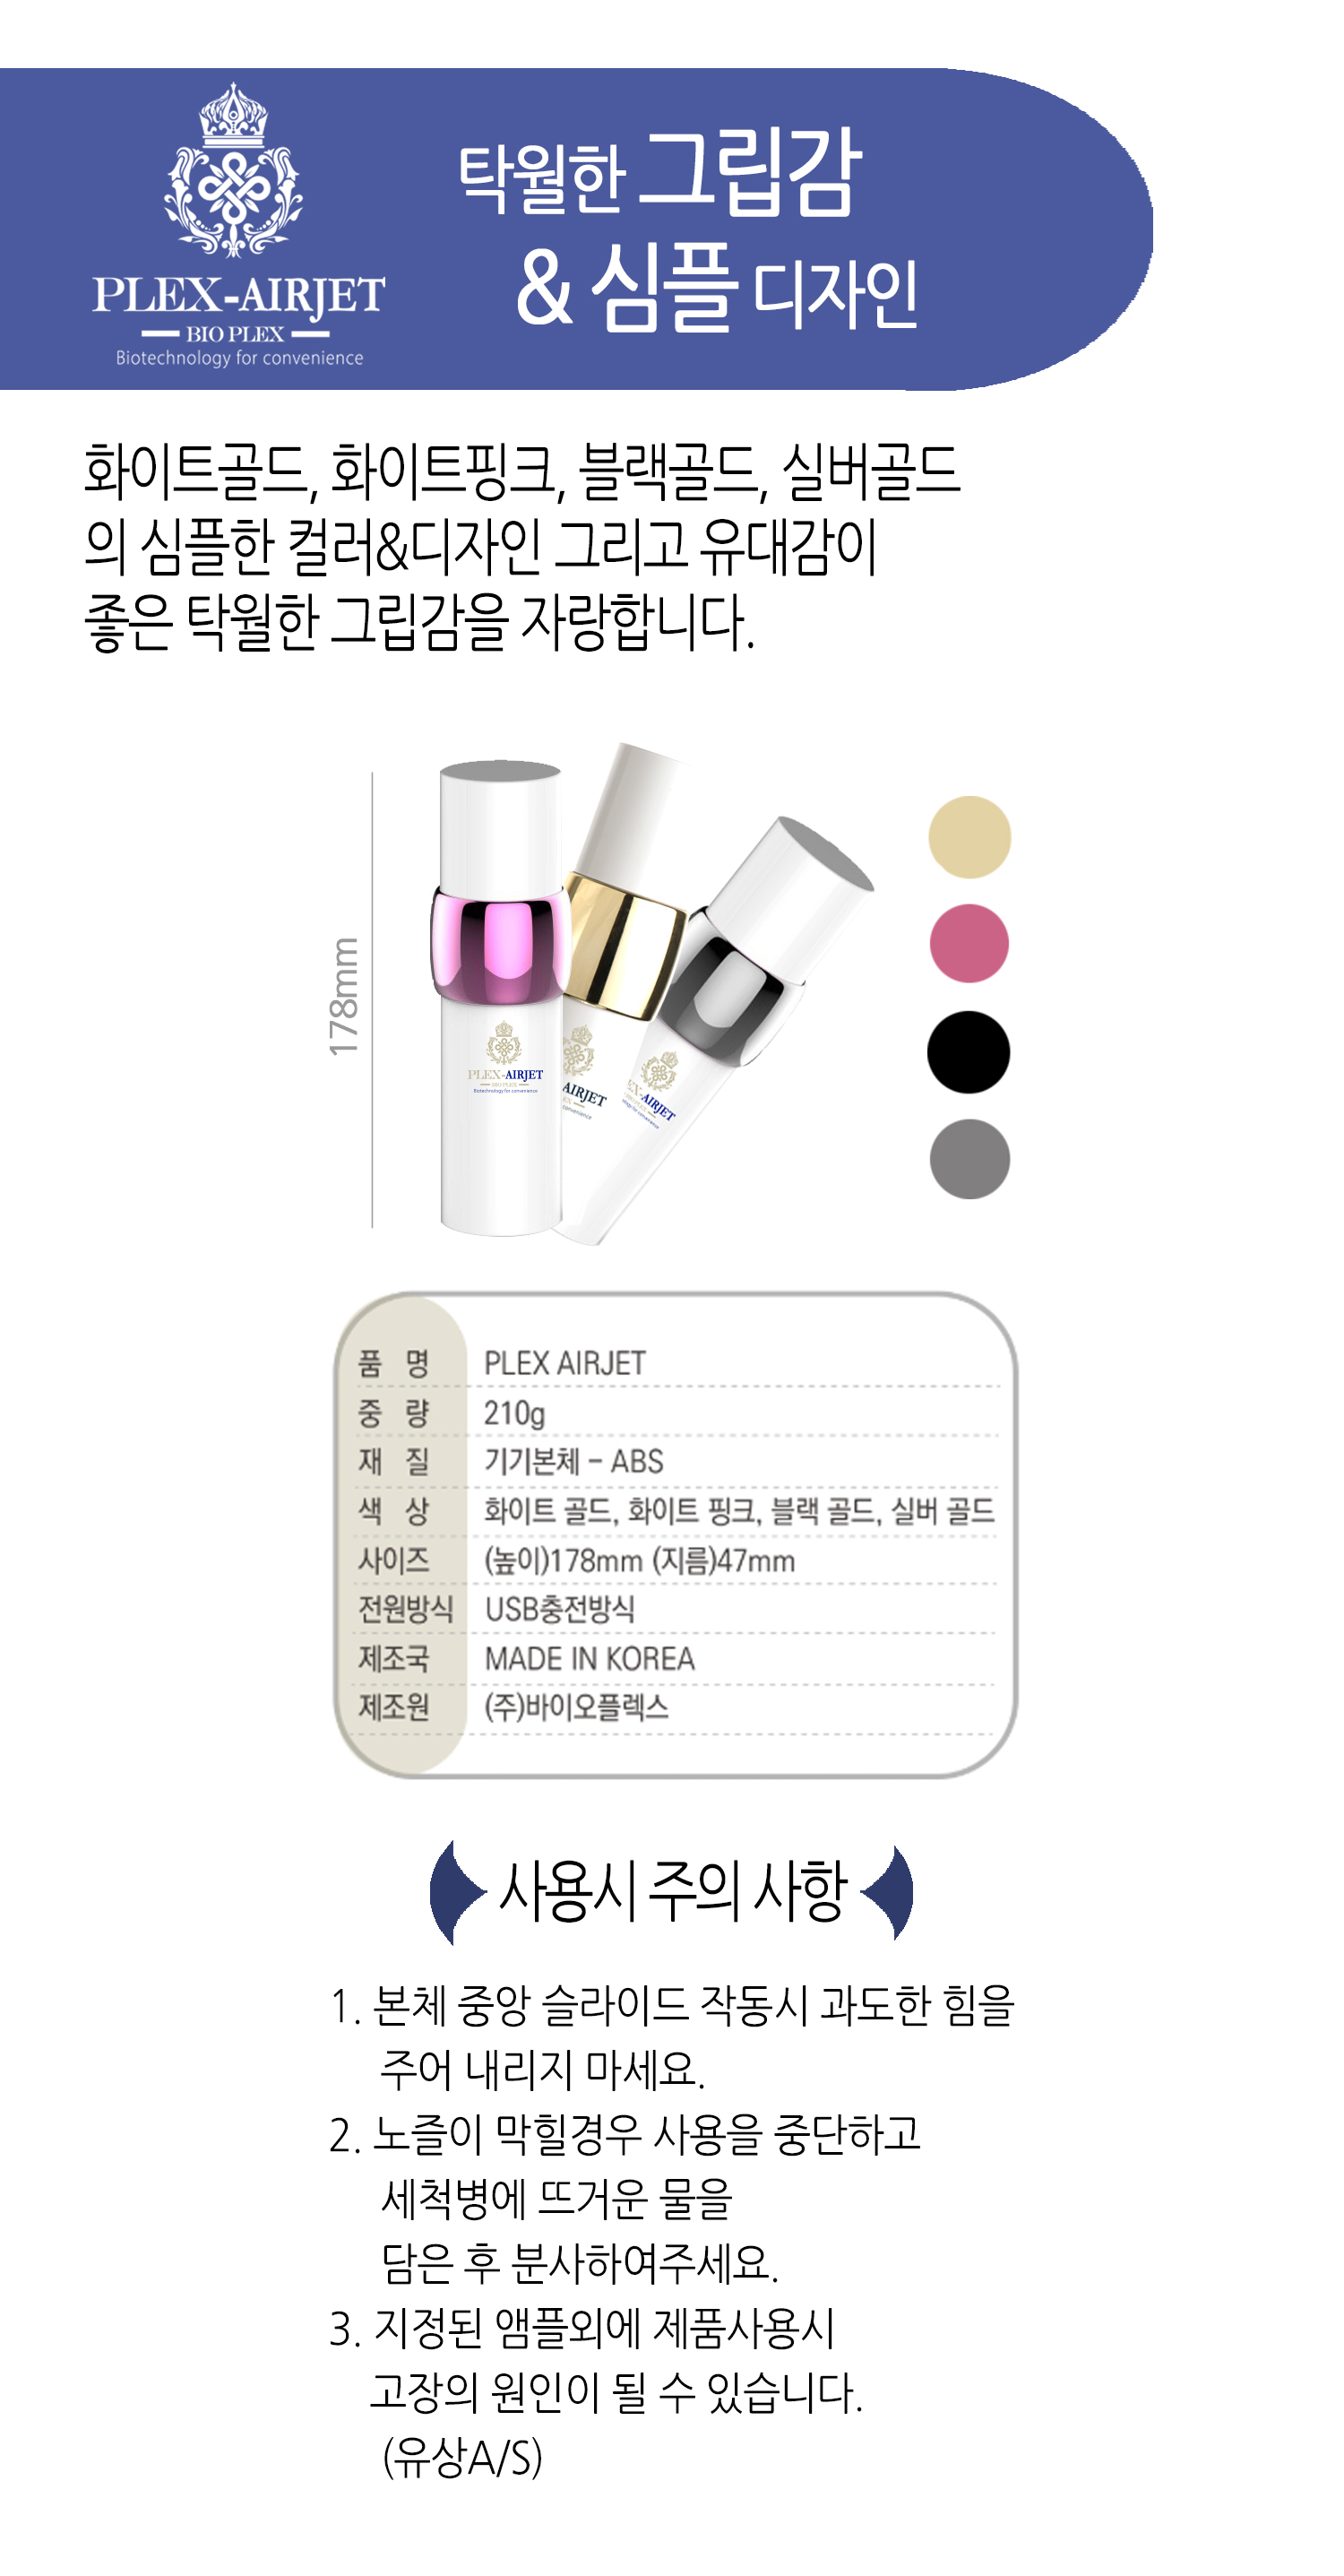 PLEX-AIRJET
BIO PLEX
Biotechnology for convenience
탁월한 그립감
& 심플 디자인
화이트골드, 화이트핑크, 블랙골드, 실버골드
의 심플한 컬러&디자인 그리고 유대감이
좋은 탁월한 그립감을 자랑합니다.
178mm
PLEX-AIRJET
BIO PLEX
Biotechnology for convenience
AIRJET
EX
convenience
EX-AIRJET
품 명 PLEX AIRJET
중 량 210g
재 질 기기본체 - ABS
색 상 화이트 골드, 화이트 핑크, 블랙 골드, 실버 골드
사이즈 (높이)178mm (지름)47mm
전원방식 USB충전방식
제조국 MADE IN KOREA
제조원 (주)바이오플렉스
사용시 주의 사항
1. 본체 중앙 슬라이드 작동시 과도한 힘을
주어 내리지 마세요.
2. 노즐이 막힐경우 사용을 중단하고
세척병에 뜨거운 물을
담은 후 분사하여주세요.
3. 지정된 앰플외에 제품사용시
고장의 원인이 될 수 있습니다.
(유상A/S)